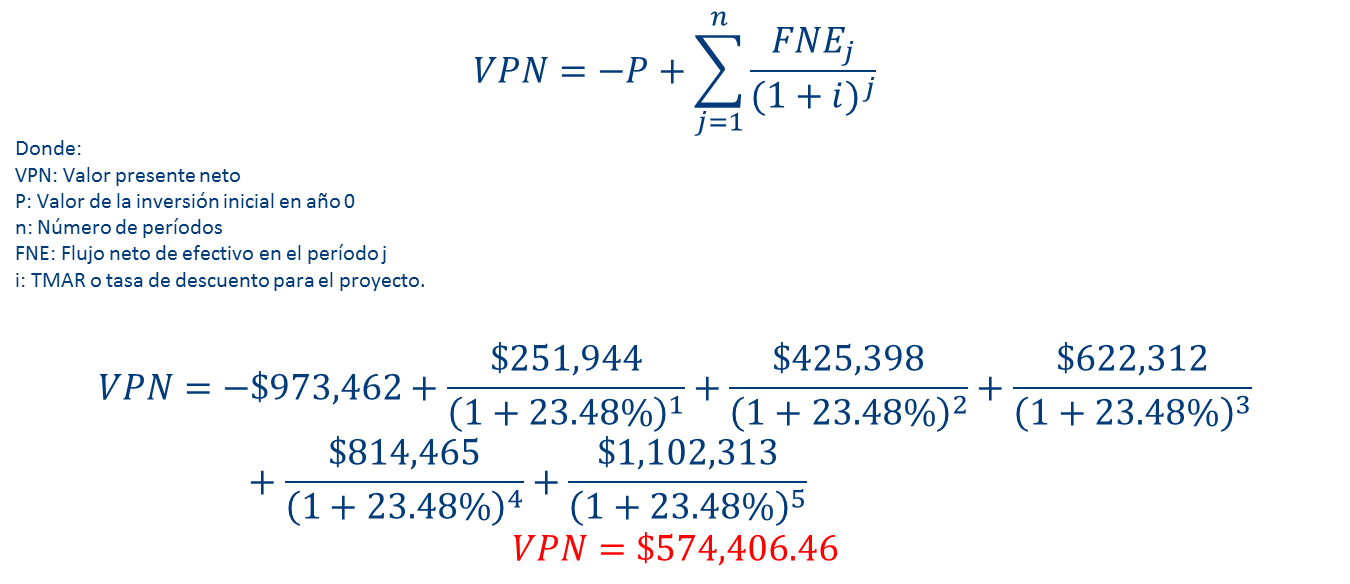 VPN = −P + ∑_{j=1}^{n} FNE_j / (1 + i)^j
Donde:
VPN: Valor presente neto
P: Valor de la inversión inicial en año 0
n: Número de períodos
FNE: Flujo neto de efectivo en el período j
i: TMAR o tasa de descuento para el proyecto.
VPN = −$973,462 + $251,944 / (1 + 23.48%)^1 + $425,398 / (1 + 23.48%)^2 + $622,312 / (1 + 23.48%)^3
+ $814,465 / (1 + 23.48%)^4 + $1,102,313 / (1 + 23.48%)^5
VPN = $574,406.46